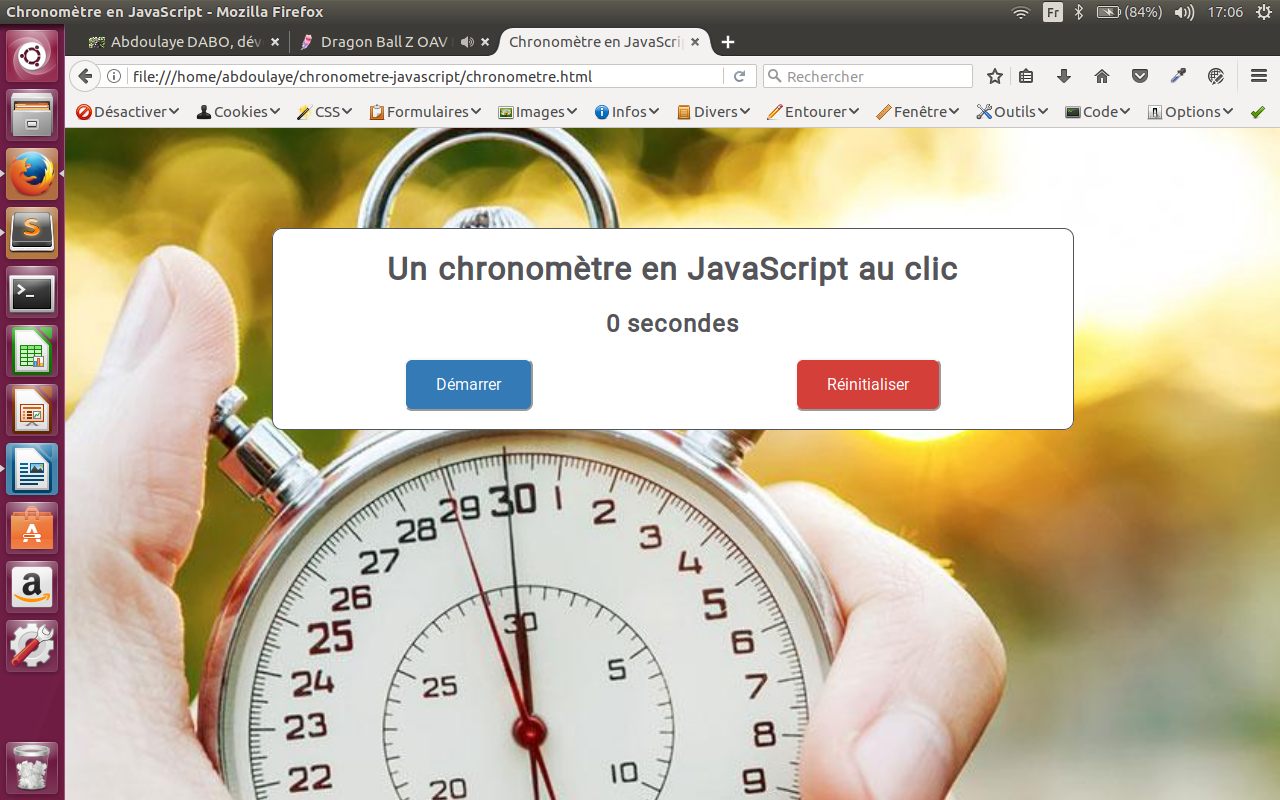 Chronomètre en JavaScript - Mozilla Firefox
Fr (84%) 17:06
Abdoulaye DABO, dév Dragon Ball Z OAV Chronomètre en JavaScri
file:///home/abdoulaye/chronometre-javascript/chronometre.html Rechercher
Désactiver Cookies CSS Formulaires Images Infos Divers Entourer Fenêtre Outils Code Options
Un chronomètre en JavaScript au clic
0 secondes
Démarrer Réinitialiser
29 30 1 2
28 3
27 4
26 5
25 30 6
24 25 5 7
23 8
22 20 10 9